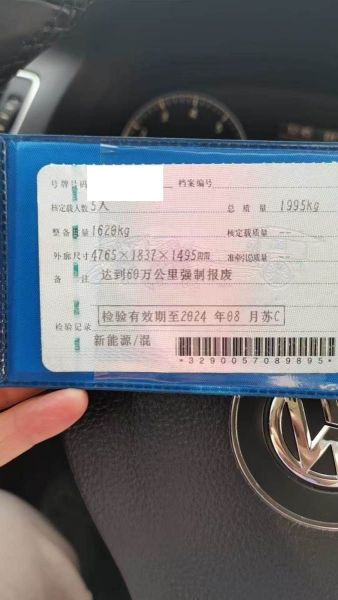 号牌号码 档案编号
核定载人数 5人 总 质 量 1995kg
整备质量 1620kg 核定载质量 --
外廓尺寸 4765×1837×1495mm 准牵引总质量 --
备 注 达到60万公里强制报废
检验有效期至2024 年08 月苏C
检验记录
新能源/混
*3290057089895*